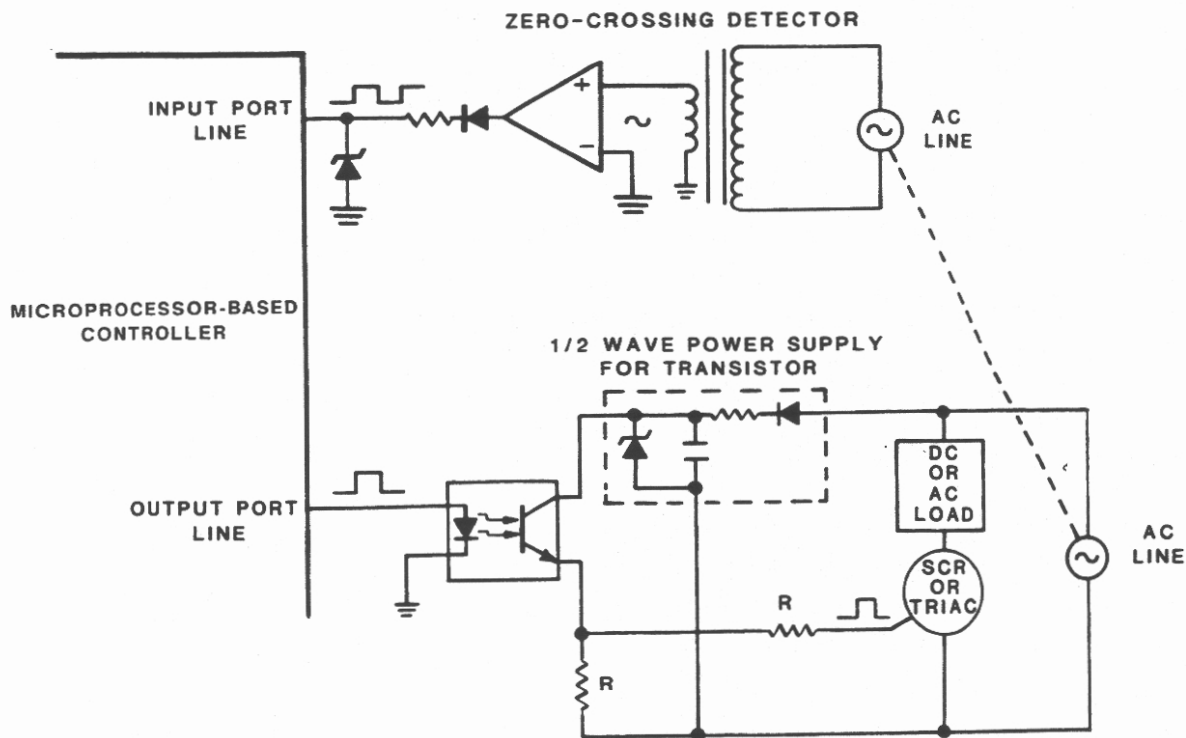 ZERO-CROSSING DETECTOR
INPUT PORT
LINE
+
−
AC
LINE
MICROPROCESSOR-BASED
CONTROLLER
1/2 WAVE POWER SUPPLY
FOR TRANSISTOR
DC
OR
AC
LOAD
OUTPUT PORT
LINE
AC
LINE
SCR
OR
TRIAC
R
R